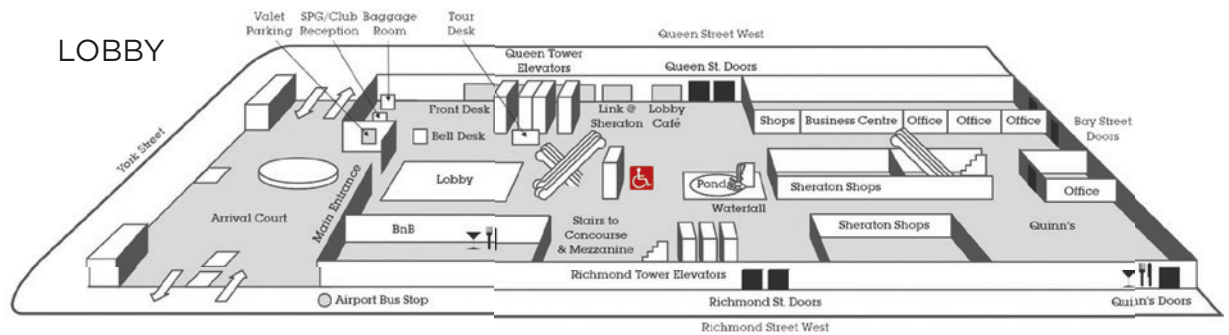 LOBBY
Valet
Parking
SPG/Club
Reception
Baggage
Room
Tour
Desk
Queen Street West
Queen Tower
Elevators
Queen St. Doors
Front Desk
Link @
Sheraton
Lobby
Café
Bell Desk
Shops
Business Centre
Office
Office
Office
Bay Street
Doors
York Street
Lobby
Pond
Waterfall
Sheraton Shops
Office
Arrival Court
Main Entrance
BnB
Stairs to
Concourse
& Mezzanine
Sheraton Shops
Quinn's
Richmond Tower Elevators
Airport Bus Stop
Richmond St. Doors
Quinn's Doors
Richmond Street West